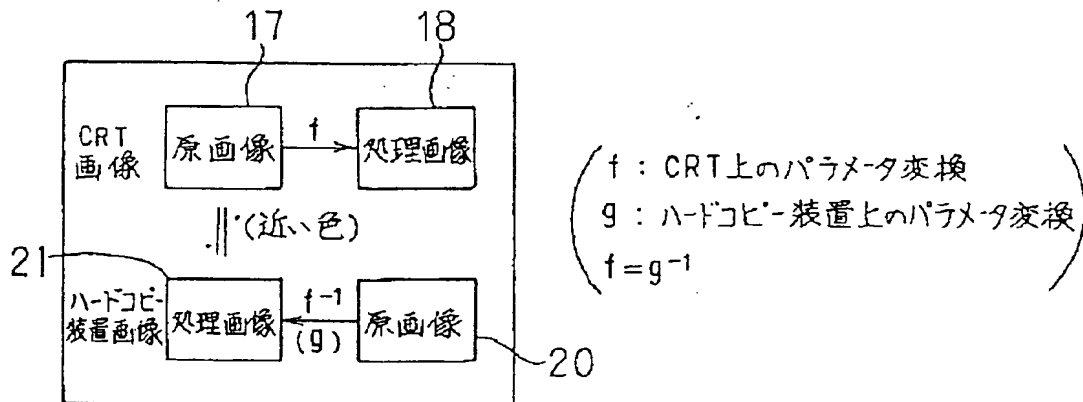 17
18
CRT
画像
原画像
f
処理画像
(近い色)
21
ハードコピー
装置画像
処理画像
f⁻¹
(g)
原画像
20
f : CRT上のパラメータ変換
g : ハードコピー装置上のパラメータ変換
f=g⁻¹